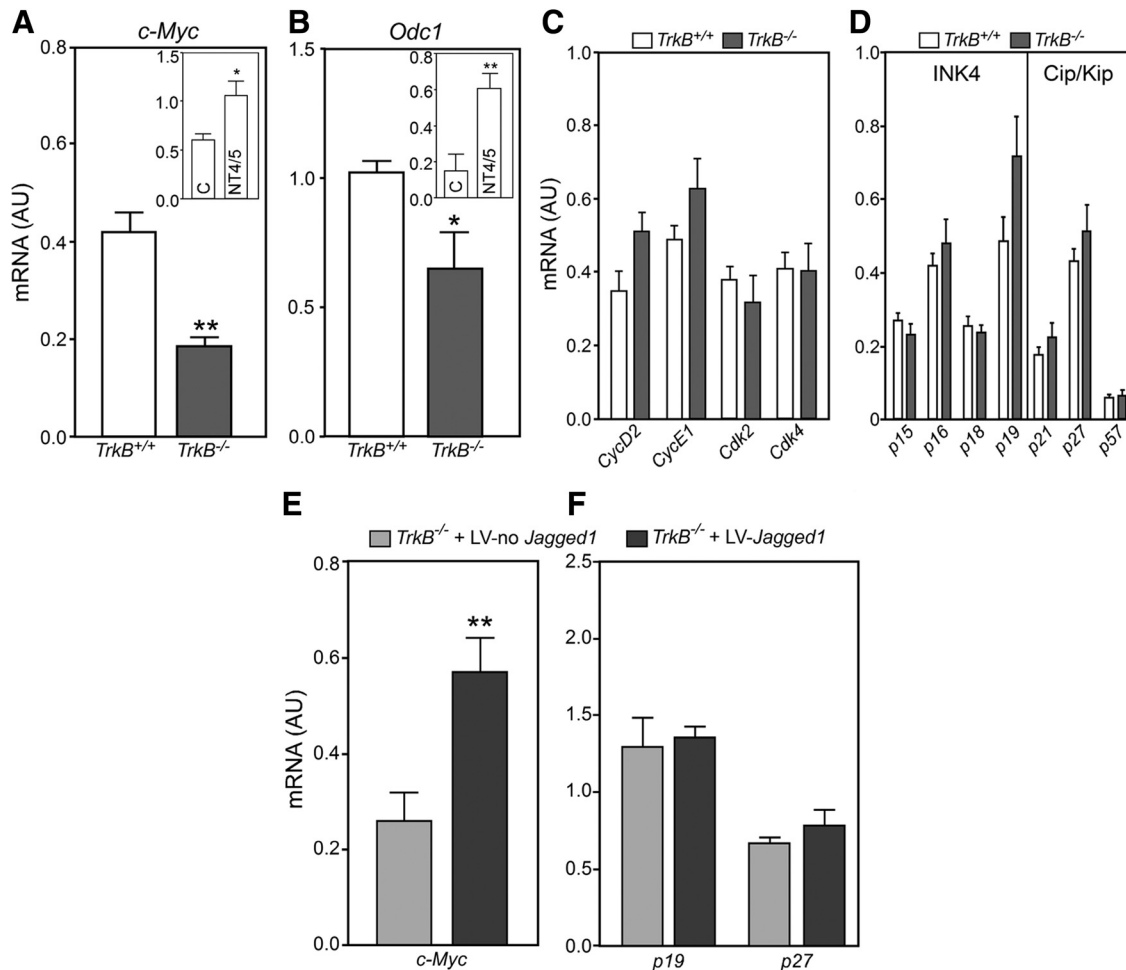 A
c-Myc
0.8
0.6
0.4
0.2
0.0
mRNA (AU)
**
TrkB+/+ TrkB-/-
1.5
1.0
0.5
0.0
*
C
NT4/5
B
Odc1
1.5
1.0
0.5
0.0
*
TrkB+/+ TrkB-/-
0.8
0.6
0.4
0.2
0.0
**
C
NT4/5
C
TrkB+/+ TrkB-/-
1.0
0.8
0.6
0.4
0.2
0.0
mRNA (AU)
CycD2 CycE1 Cdk2 Cdk4
D
TrkB+/+ TrkB-/-
INK4 Cip/Kip
1.0
0.8
0.6
0.4
0.2
0
p15 p16 p18 p19 p21 p27 p57
E F
TrkB-/- + LV-no Jagged1 TrkB-/- + LV-Jagged1
0.8
0.6
0.4
0.2
0.0
mRNA (AU)
**
c-Myc
2.5
2.0
1.5
1.0
0.5
0.0
p19 p27